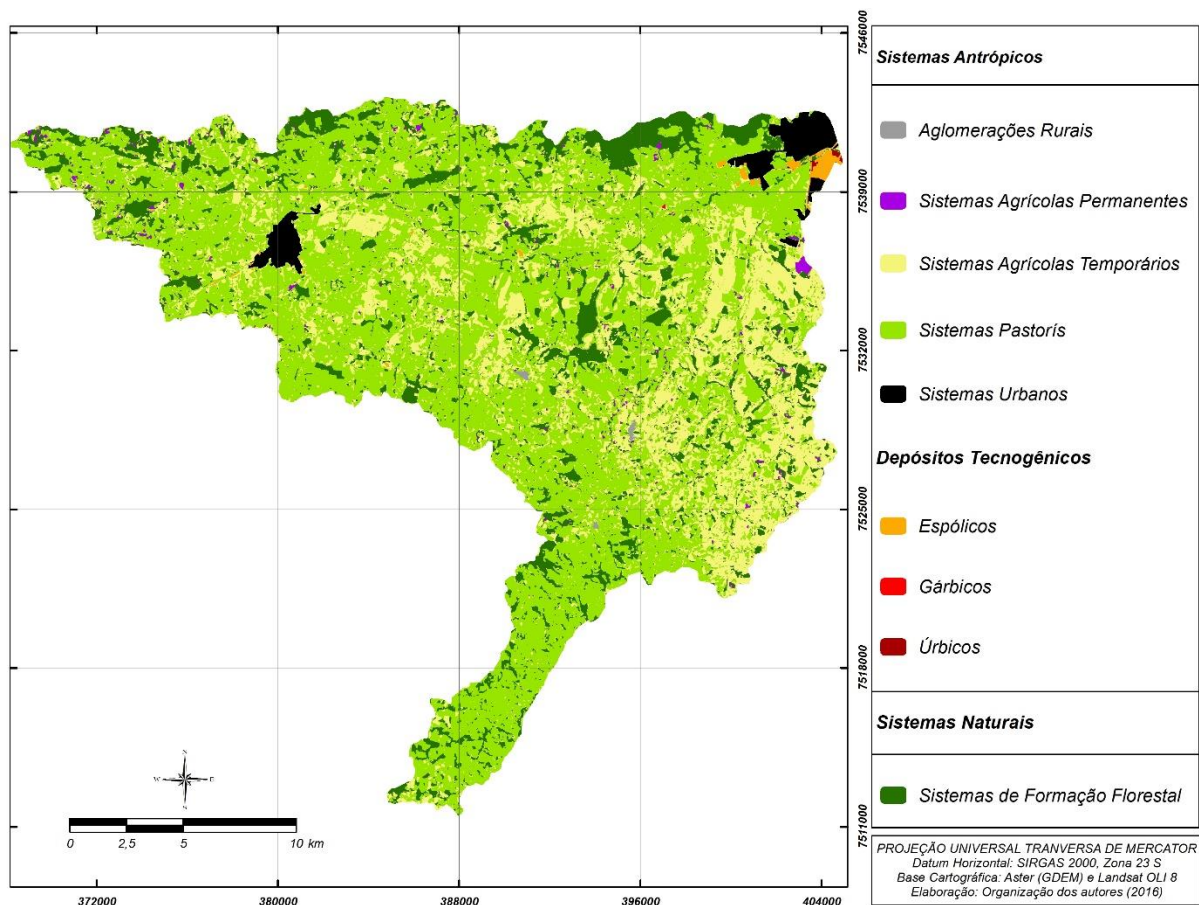 7546000
7539000
7532000
7525000
7518000
7511000
372000
380000
388000
396000
404000
N
W
E
S
0
2,5
5
10 km
Sistemas Antrópicos
Aglomerações Rurais
Sistemas Agrícolas Permanentes
Sistemas Agrícolas Temporários
Sistemas Pastorís
Sistemas Urbanos
Depósitos Tecnogênicos
Espólicos
Gárbicos
Úrbicos
Sistemas Naturais
Sistemas de Formação Florestal
PROJEÇÃO UNIVERSAL TRANVERSA DE MERCATOR
Datum Horizontal: SIRGAS 2000, Zona 23 S
Base Cartográfica: Aster (GDEM) e Landsat OLI 8
Elaboração: Organização dos autores (2016)